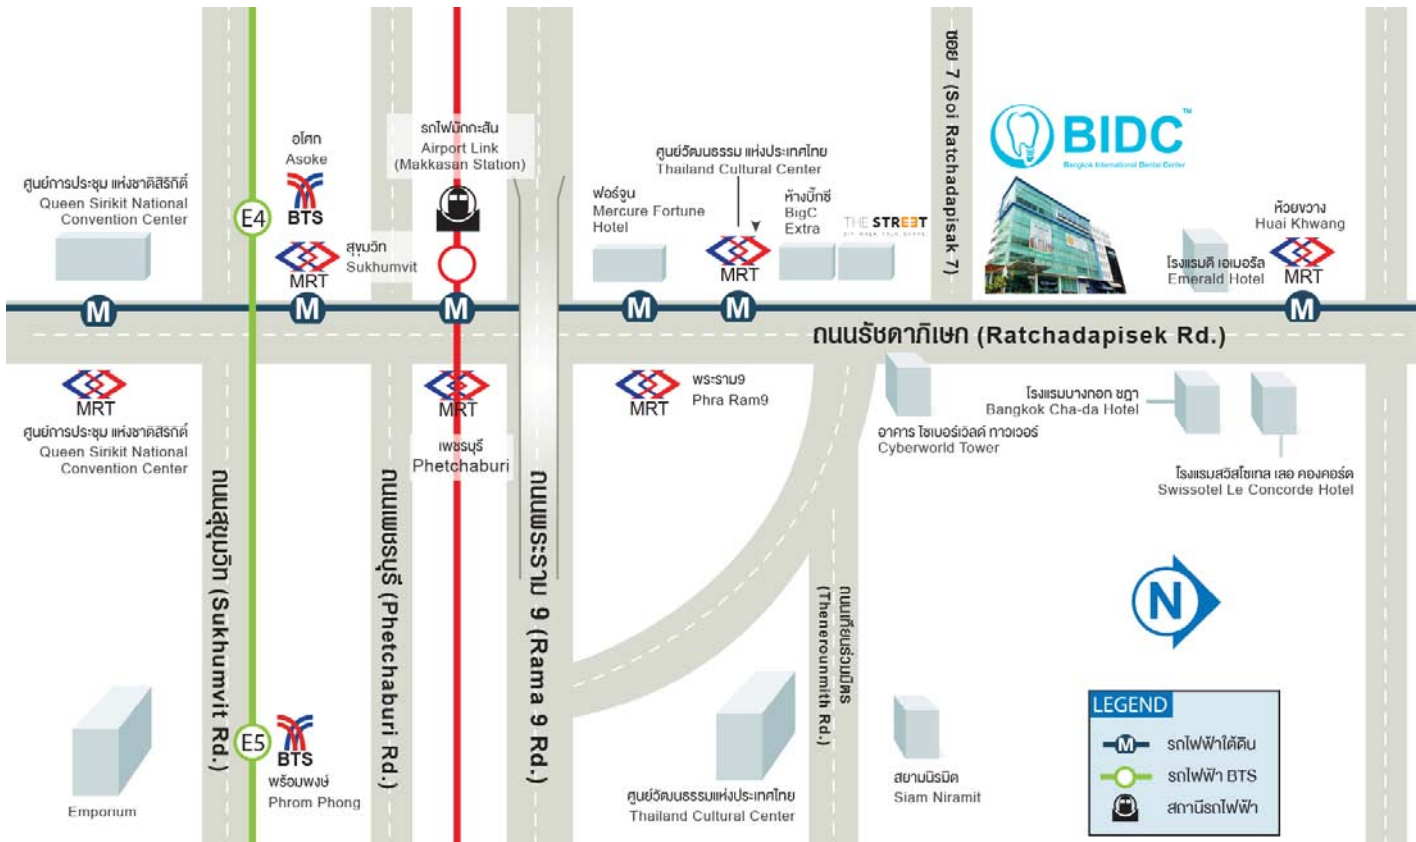 ซอย 7 (Soi Ratchadapisak 7)
BIDC™
Bangkok International Dental Center
รถไฟมักกะสัน
Airport Link
(Makkasan Station)
อโศก
Asoke
BTS
E4
ศูนย์การประชุม แห่งชาติสิริกิติ์
Queen Sirikit National
Convention Center
สุขุมวิท
Sukhumvit
MRT
ฟอร์จูน
Mercure Fortune
Hotel
ศูนย์วัฒนธรรม แห่งประเทศไทย
Thailand Cultural Center
MRT
ห้างบิ๊กซี
BigC
Extra
THE STREET
โรงแรมดิ เอเมอรัล
Emerald Hotel
ห้วยขวาง
Huai Khwang
MRT
M
M
M
M
M
M
ถนนรัชดาภิเษก (Ratchadapisek Rd.)
MRT
ศูนย์การประชุม แห่งชาติสิริกิติ์
Queen Sirikit National
Convention Center
MRT
เพชรบุรี
Phetchaburi
MRT
พระราม9
Phra Ram9
อาคาร ไซเบอร์เวิลด์ ทาวเวอร์
Cyberworld Tower
โรงแรมบางกอก ชฎา
Bangkok Cha-da Hotel
โรงแรมสวิสโซเทล เลอ คองคอร์ด
Swissotel Le Concorde Hotel
ถนนสุขุมวิท (Sukhumvit Rd.)
ถนนเพชรบุรี (Phetchaburi Rd.)
ถนนพระราม 9 (Rama 9 Rd.)
ถนนเทียนร่วมมิตร
(Thenerounmith Rd.)
N
Emporium
E5
BTS
พร้อมพงษ์
Phrom Phong
ศูนย์วัฒนธรรมแห่งประเทศไทย
Thailand Cultural Center
สยามนิรมิต
Siam Niramit
LEGEND
M รถไฟฟ้าใต้ดิน
รถไฟฟ้า BTS
สถานีรถไฟฟ้า